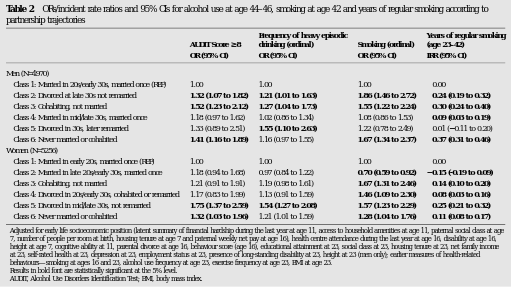 Table 2 ORs/incident rate ratios and 95% CIs for alcohol use at age 44–46, smoking at age 42 and years of regular smoking according to
partnership trajectories
AUDIT Score ≥8
OR (95% CI)
Frequency of heavy episodic
drinking (ordinal)
OR (95% CI)
Smoking (ordinal)
OR (95% CI)
Years of regular smoking
(age 23–42)
IRR (95% CI)
Men (N=4970)
Class 1: Married in 20s/early 30s, married once (REF) 1.00 1.00 1.00 0.00
Class 2: Divorced at late 30s not remarried 1.32 (1.07 to 1.82) 1.21 (1.01 to 1.63) 1.86 (1.46 to 2.72) 0.24 (0.19 to 0.32)
Class 3: Cohabiting, not married 1.52 (1.23 to 2.12) 1.27 (1.04 to 1.73) 1.55 (1.22 to 2.24) 0.30 (0.24 to 0.40)
Class 4: Married in mid/late 30s, married once 1.18 (0.97 to 1.62) 1.02 (0.86 to 1.34) 1.08 (0.86 to 1.53) 0.09 (0.03 to 0.19)
Class 5: Divorced in 30s, later remarried 1.33 (0.89 to 2.51) 1.55 (1.10 to 2.63) 1.22 (0.78 to 2.49) 0.01 (−0.11 to 0.20)
Class 6: Never married or cohabited 1.41 (1.16 to 1.89) 1.16 (0.97 to 1.55) 1.67 (1.34 to 2.37) 0.37 (0.31 to 0.46)
Women (N=5256)
Class 1: Married in early 20s, married once (REF) 1.00 1.00 1.00 0.00
Class 2: Married in late 20s/early 30s, married once 1.18 (0.94 to 1.68) 0.97 (0.84 to 1.22) 0.70 (0.59 to 0.92) −0.15 (−0.19 to 0.09)
Class 3: Cohabiting, not married 1.21 (0.91 to 1.91) 1.19 (0.98 to 1.61) 1.67 (1.31 to 2.46) 0.14 (0.10 to 0.20)
Class 4: Divorced in 20s/early 30s, cohabited or remarried 1.17 (0.83 to 1.99) 1.13 (0.91 to 1.59) 1.46 (1.09 to 2.30) 0.08 (0.03 to 0.16)
Class 5: Divorced in mid/late 30s, not remarried 1.75 (1.37 to 2.59) 1.54 (1.27 to 2.08) 1.57 (1.23 to 2.29) 0.25 (0.21 to 0.32)
Class 6: Never married or cohabited 1.32 (1.03 to 1.96) 1.21 (1.01 to 1.59) 1.28 (1.04 to 1.76) 0.11 (0.08 to 0.17)
Adjusted for early life socioeconomic position (latent summary of financial hardship during the last year at age 11, access to household amenities at age 11, paternal social class at age
7, number of people per room at birth, housing tenure at age 7 and paternal weekly net pay at age 16), health centre attendance during the last year at age 16, disability at age 16,
height at age 7, cognitive ability at 11, parental divorce at age 16, behaviour score (age 16), educational attainment at 23, social class at 23, housing tenure at 23, net family income
at 23, self-rated health at 23, depression at 23, employment status at 23, presence of long-standing disability at 23, height at 23 (men only); earlier measures of health-related
behaviours—smoking at ages 16 and 23, alcohol use frequency at age 23, exercise frequency at age 23, BMI at age 23.
Results in bold font are statistically significant at the 5% level.
AUDIT, Alcohol Use Disorders Identification Test; BMI, body mass index.